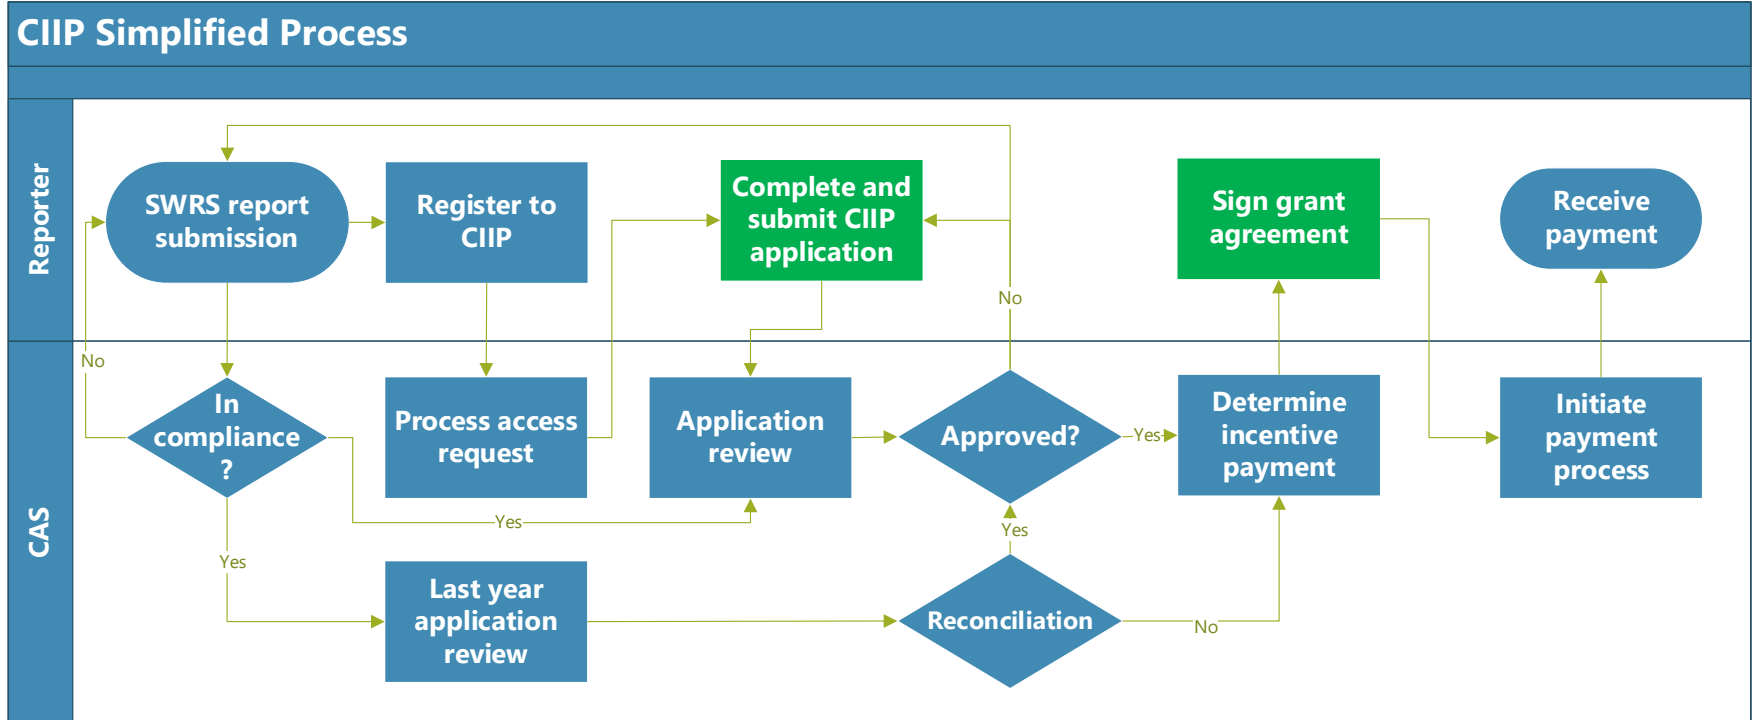 CIIP Simplified Process
Reporter
SWRS report
submission
Register to
CIIP
Complete and
submit CIIP
application
Sign grant
agreement
Receive
payment
No
No
CAS
In
compliance
?
Process access
request
Application
review
Approved?
Yes
Determine
incentive
payment
Initiate
payment
process
Yes
Yes
Yes
Last year
application
review
Reconciliation
No